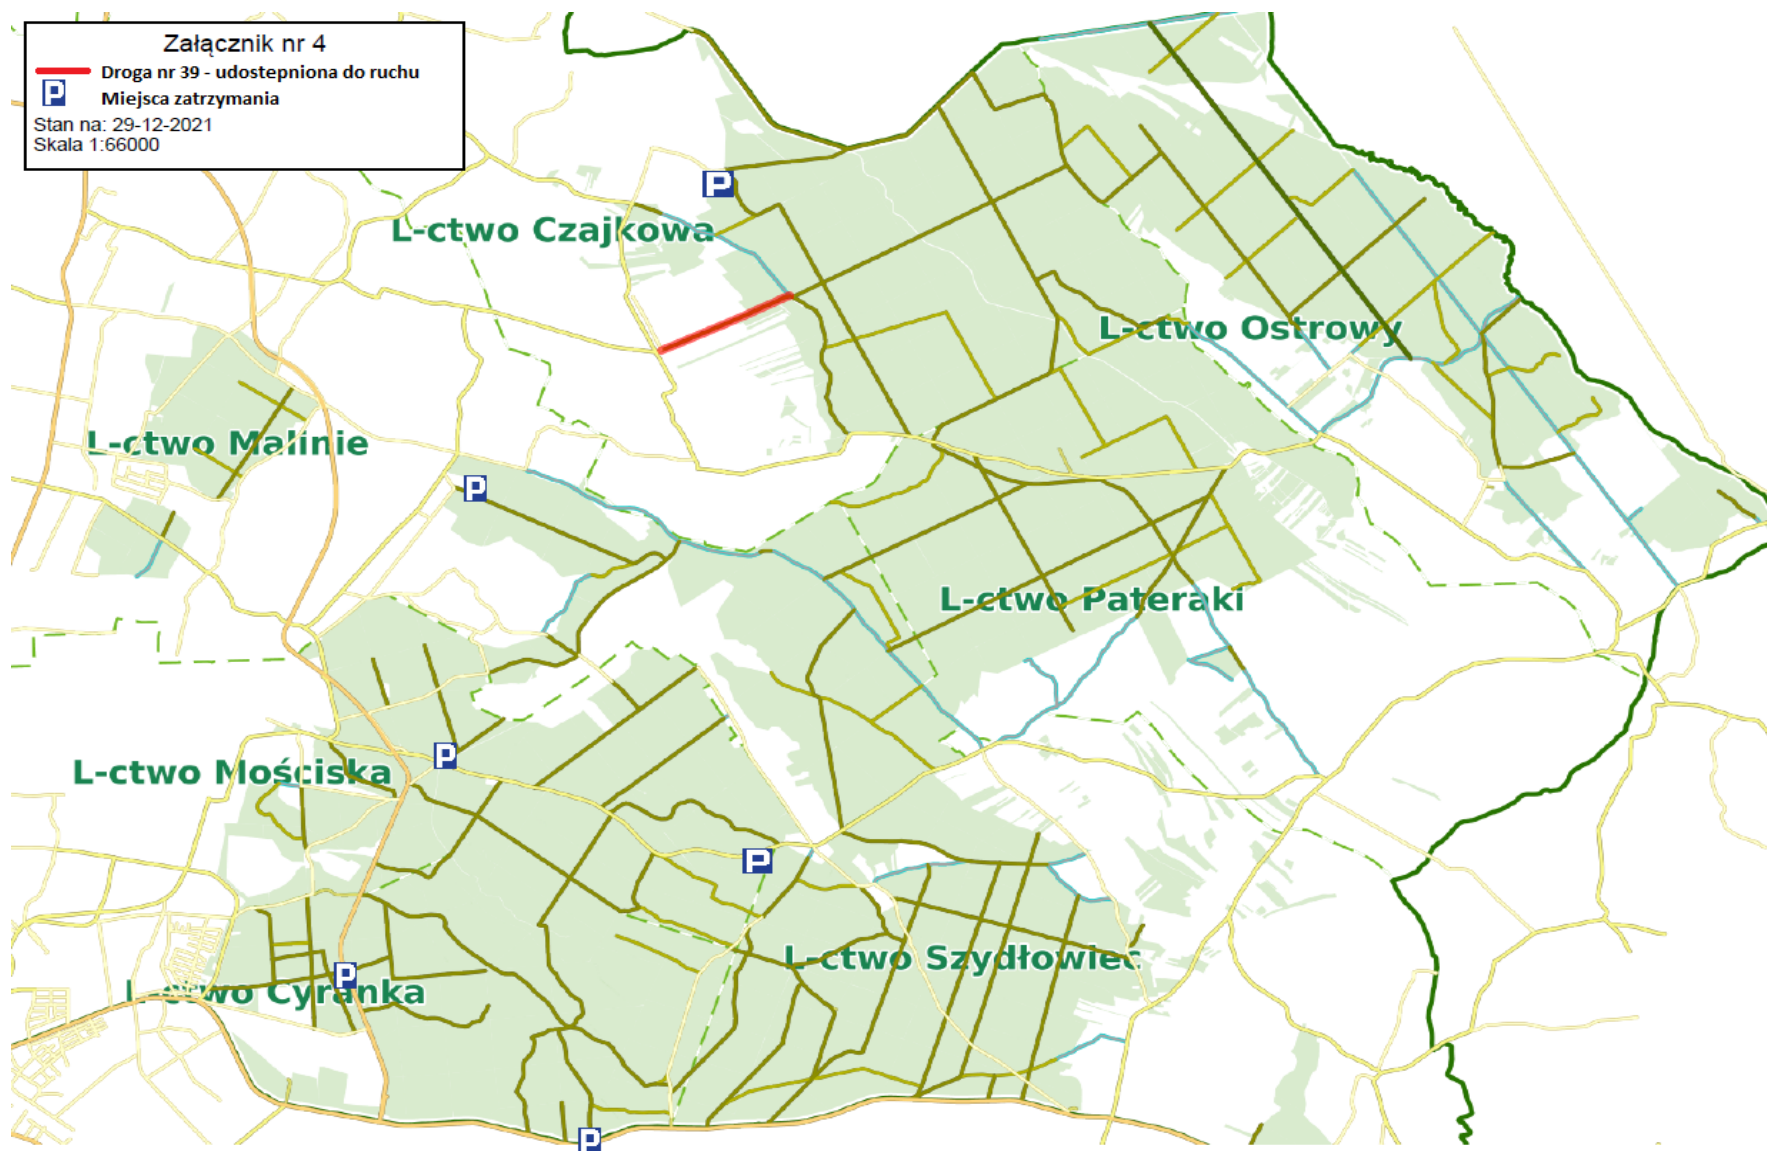 Załącznik nr 4
Droga nr 39 - udostepniona do ruchu
P Miejsca zatrzymania
Stan na: 29-12-2021
Skala 1:66000
P
L-ctwo Czajkowa
L-ctwo Ostrowy
L-ctwo Malinie
P
L-ctwo Pateraki
P
L-ctwo Mościska
P
L-ctwo Szydłowiec
P
L-ctwo Cyranka
P